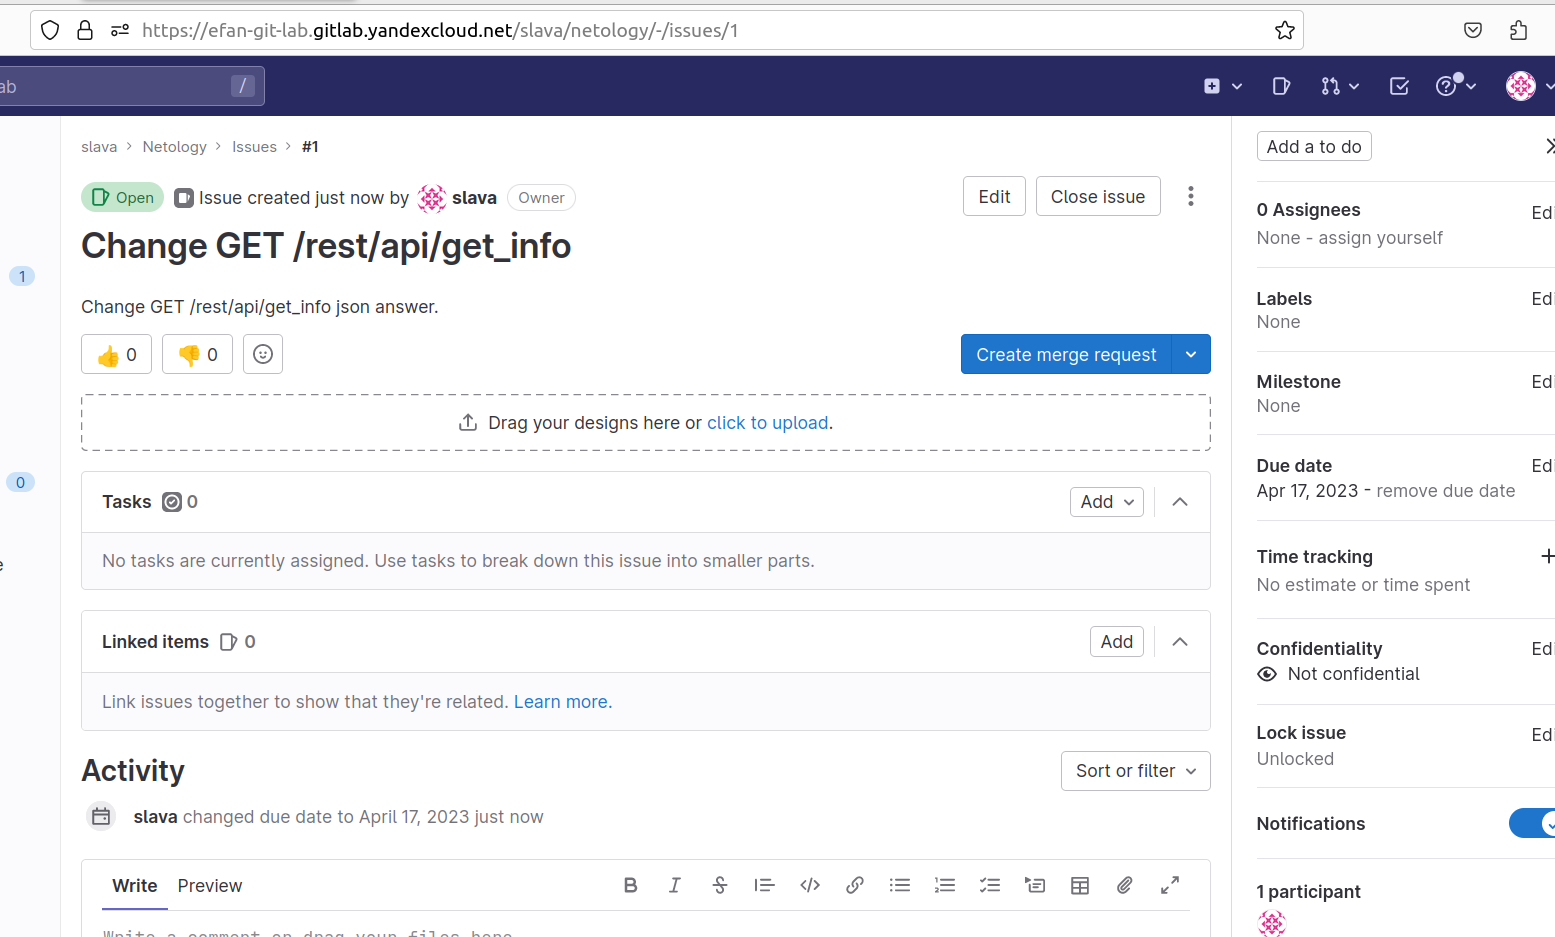 https://efan-git-lab.gitlab.yandexcloud.net/slava/netology/-/issues/1
ab /
slava > Netology > Issues > #1
Add a to do
Open Issue created just now by slava Owner
Edit Close issue
Change GET /rest/api/get_info
Change GET /rest/api/get_info json answer.
0 0
Create merge request
Drag your designs here or click to upload.
Tasks 0
Add
No tasks are currently assigned. Use tasks to break down this issue into smaller parts.
Linked items 0
Add
Link issues together to show that they're related. Learn more.
Activity
Sort or filter
slava changed due date to April 17, 2023 just now
Write Preview
Write a comment or drag your files here
1
0
e
0 Assignees
Edi
None - assign yourself
Labels
Edi
None
Milestone
Edi
None
Due date
Edi
Apr 17, 2023 - remove due date
Time tracking
+
No estimate or time spent
Confidentiality
Edi
Not confidential
Lock issue
Edi
Unlocked
Notifications
1 participant